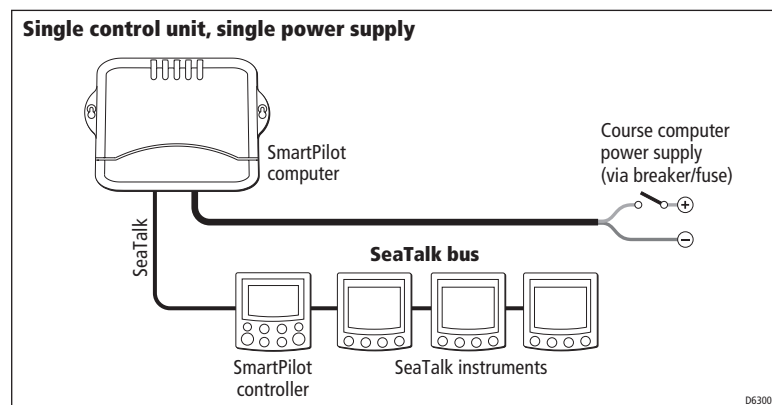 Single control unit, single power supply
SmartPilot
computer
Course computer
power supply
(via breaker/fuse)
+
−
SeaTalk
SeaTalk bus
SmartPilot
controller
SeaTalk instruments
D6300